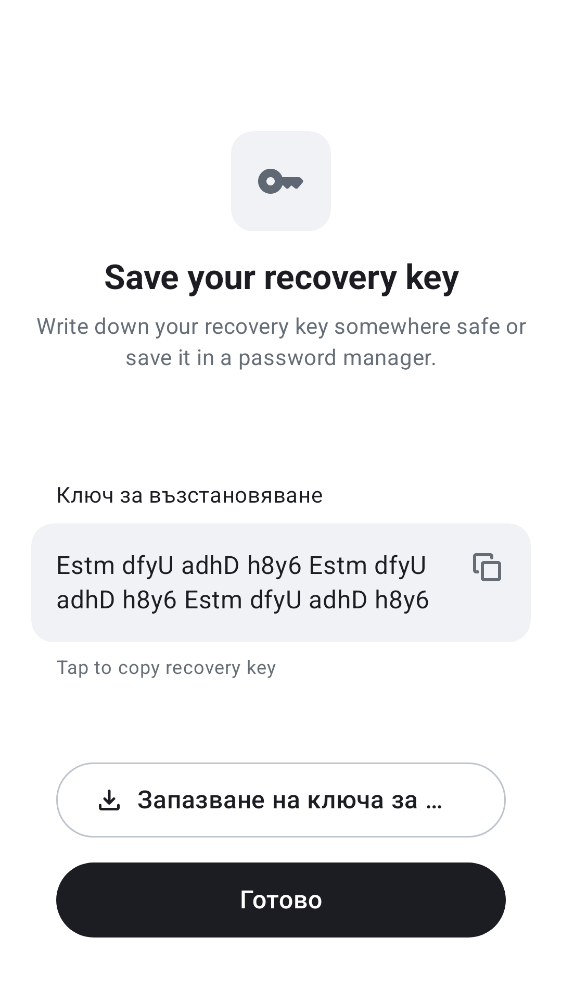 Save your recovery key
Write down your recovery key somewhere safe or
save it in a password manager.
Ключ за възстановяване
Estm dfyU adhD h8y6 Estm dfyU
adhD h8y6 Estm dfyU adhD h8y6
Tap to copy recovery key
Запазване на ключа за ...
Готово